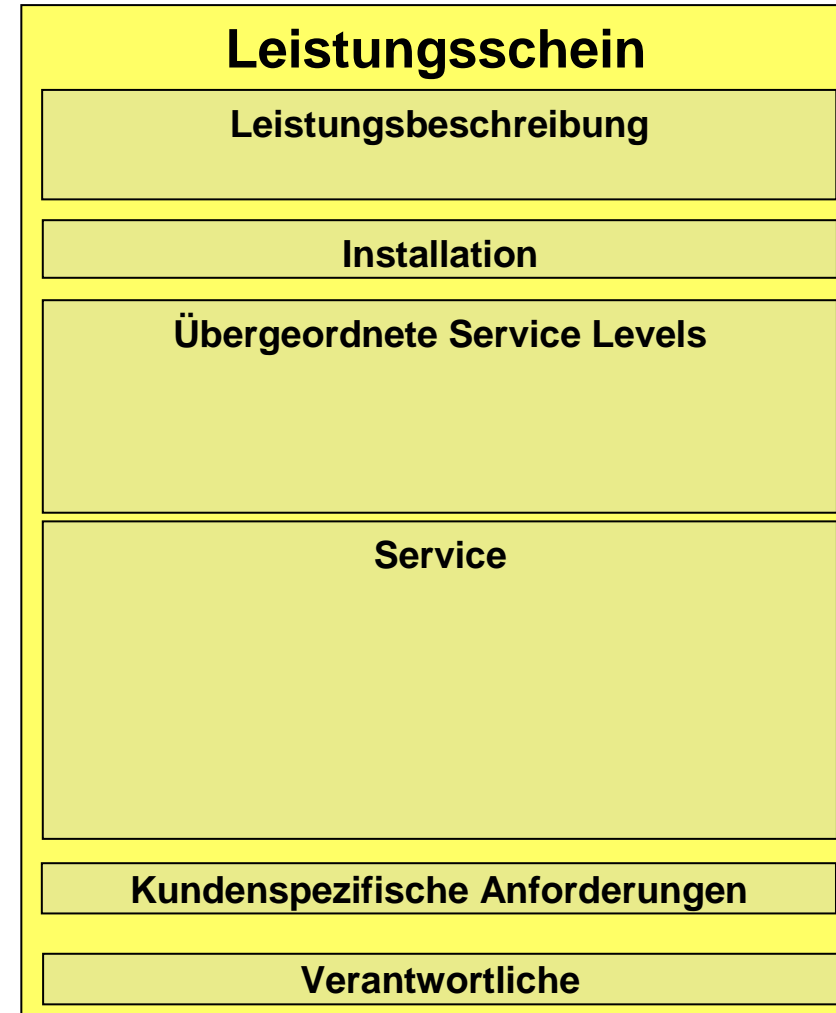 Leistungsschein
Leistungsbeschreibung
Installation
Übergeordnete Service Levels
Service
Kundenspezifische Anforderungen
Verantwortliche